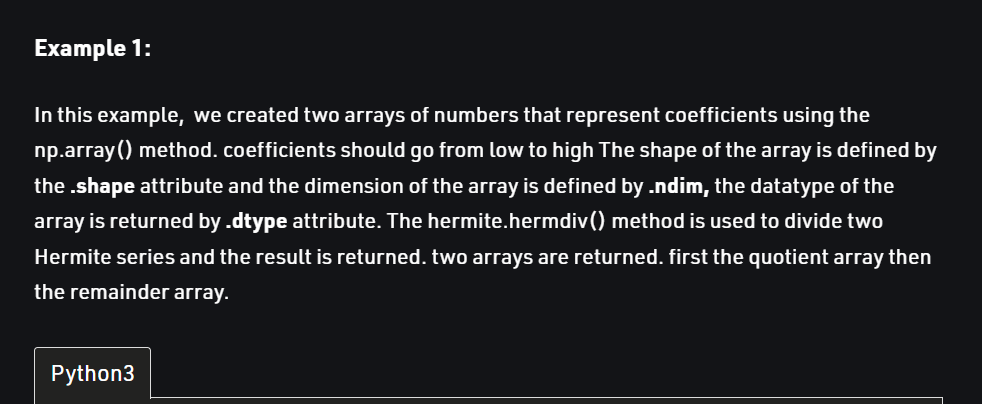 Example 1:
In this example,  we created two arrays of numbers that represent coefficients using the
np.array() method. coefficients should go from low to high The shape of the array is defined by
the .shape attribute and the dimension of the array is defined by .ndim, the datatype of the
array is returned by .dtype attribute. The hermite.hermdiv() method is used to divide two
Hermite series and the result is returned. two arrays are returned. first the quotient array then
the remainder array.
Python3